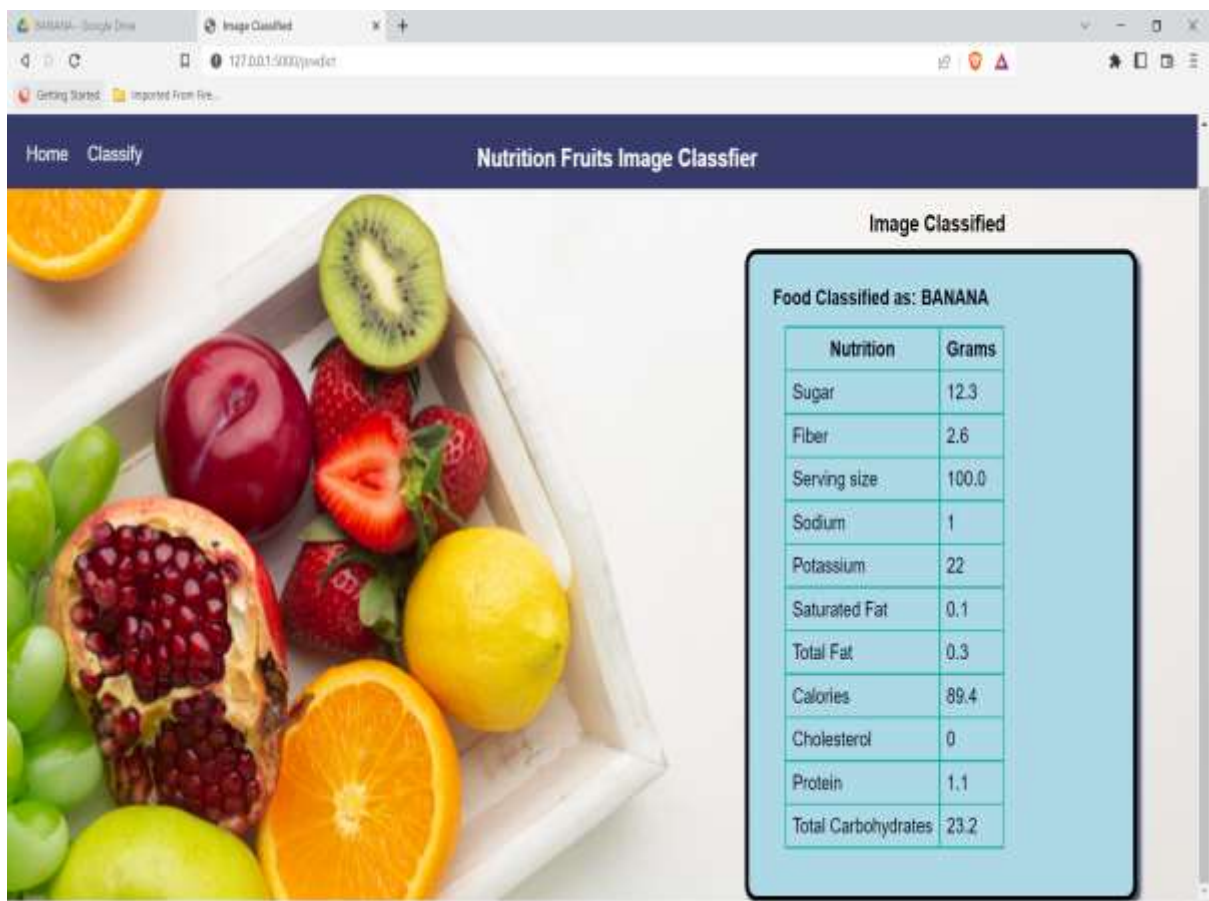 BANANA - Google Drive
Image Classified
127.0.0.1:5000/predict
Getting Started Imported From Fire...
Home Classify Nutrition Fruits Image Classfier
Image Classified
Food Classified as: BANANA
Nutrition Grams
Sugar 12.3
Fiber 2.6
Serving size 100.0
Sodium 1
Potassium 22
Saturated Fat 0.1
Total Fat 0.3
Calories 89.4
Cholesterol 0
Protein 1.1
Total Carbohydrates 23.2